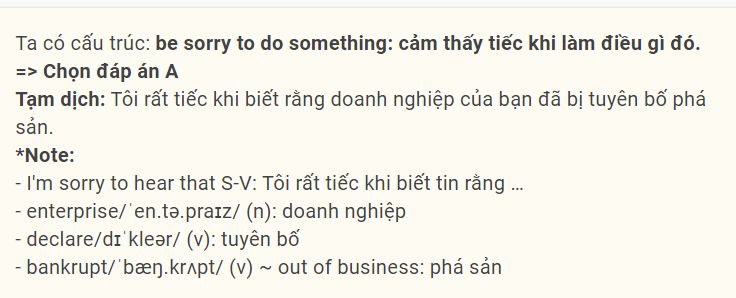 Ta có cấu trúc: be sorry to do something: cảm thấy tiếc khi làm điều gì đó.
=> Chọn đáp án A
Tạm dịch: Tôi rất tiếc khi biết rằng doanh nghiệp của bạn đã bị tuyên bố phá
sản.
*Note:
- I'm sorry to hear that S-V: Tôi rất tiếc khi biết tin rằng ...
- enterprise/ˈen.tə.praɪz/ (n): doanh nghiệp
- declare/dɪˈkleər/ (v): tuyên bố
- bankrupt/ˈbæŋ.krʌpt/ (v) ~ out of business: phá sản